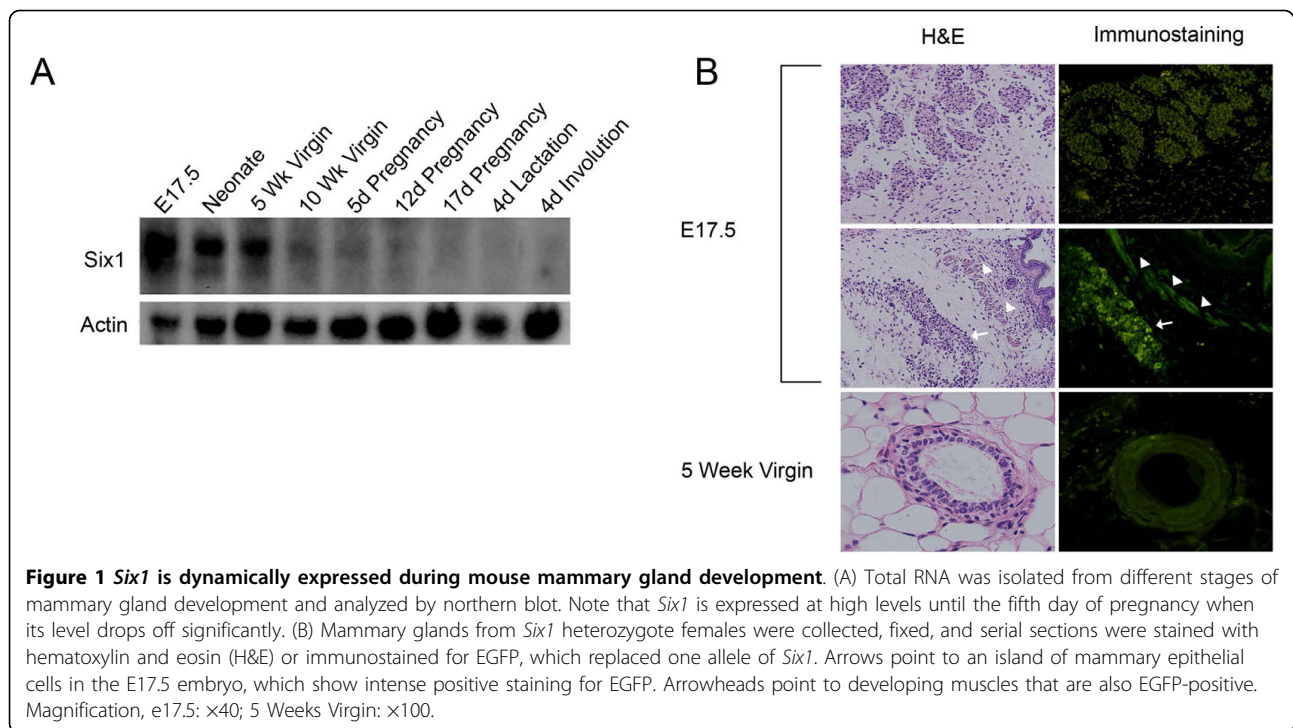 A
E17.5
Neonate
5 Wk Virgin
10 Wk Virgin
5d Pregnancy
12d Pregnancy
17d Pregnancy
4d Lactation
4d Involution
Six1
Actin
B
H&E
Immunostaining
E17.5
5 Week Virgin
Figure 1 Six1 is dynamically expressed during mouse mammary gland development. (A) Total RNA was isolated from different stages of
mammary gland development and analyzed by northern blot. Note that Six1 is expressed at high levels until the fifth day of pregnancy when
its level drops off significantly. (B) Mammary glands from Six1 heterozygote females were collected, fixed, and serial sections were stained with
hematoxylin and eosin (H&E) or immunostained for EGFP, which replaced one allele of Six1. Arrows point to an island of mammary epithelial
cells in the E17.5 embryo, which show intense positive staining for EGFP. Arrowheads point to developing muscles that are also EGFP-positive.
Magnification, e17.5: ×40; 5 Weeks Virgin: ×100.